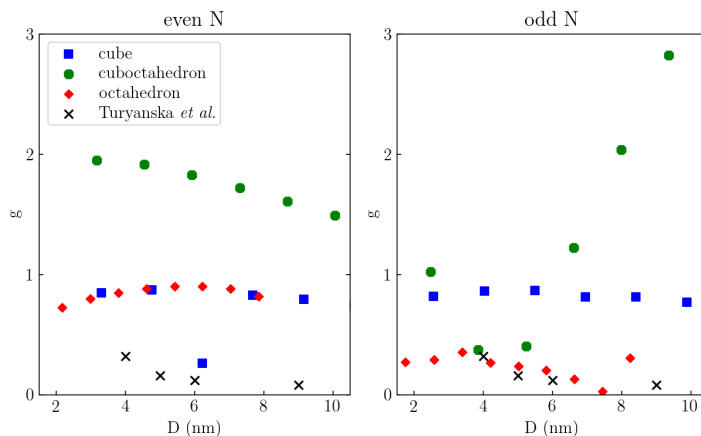 even N
odd N
3
2
1
0
g
cube
cuboctahedron
octahedron
Turyanska et al.
2
4
6
8
10
D (nm)
3
2
1
0
g
2
4
6
8
10
D (nm)